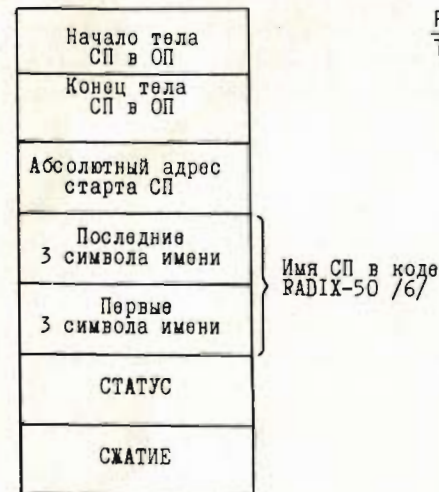 Начало тела
СП в ОП
Конец тела
СП в ОП
Абсолютный адрес
старта СП
Последние
3 символа имени
Первые
3 символа имени
Имя СП в коде
RADIX-50 /6/
СТАТУС
СЖАТИЕ